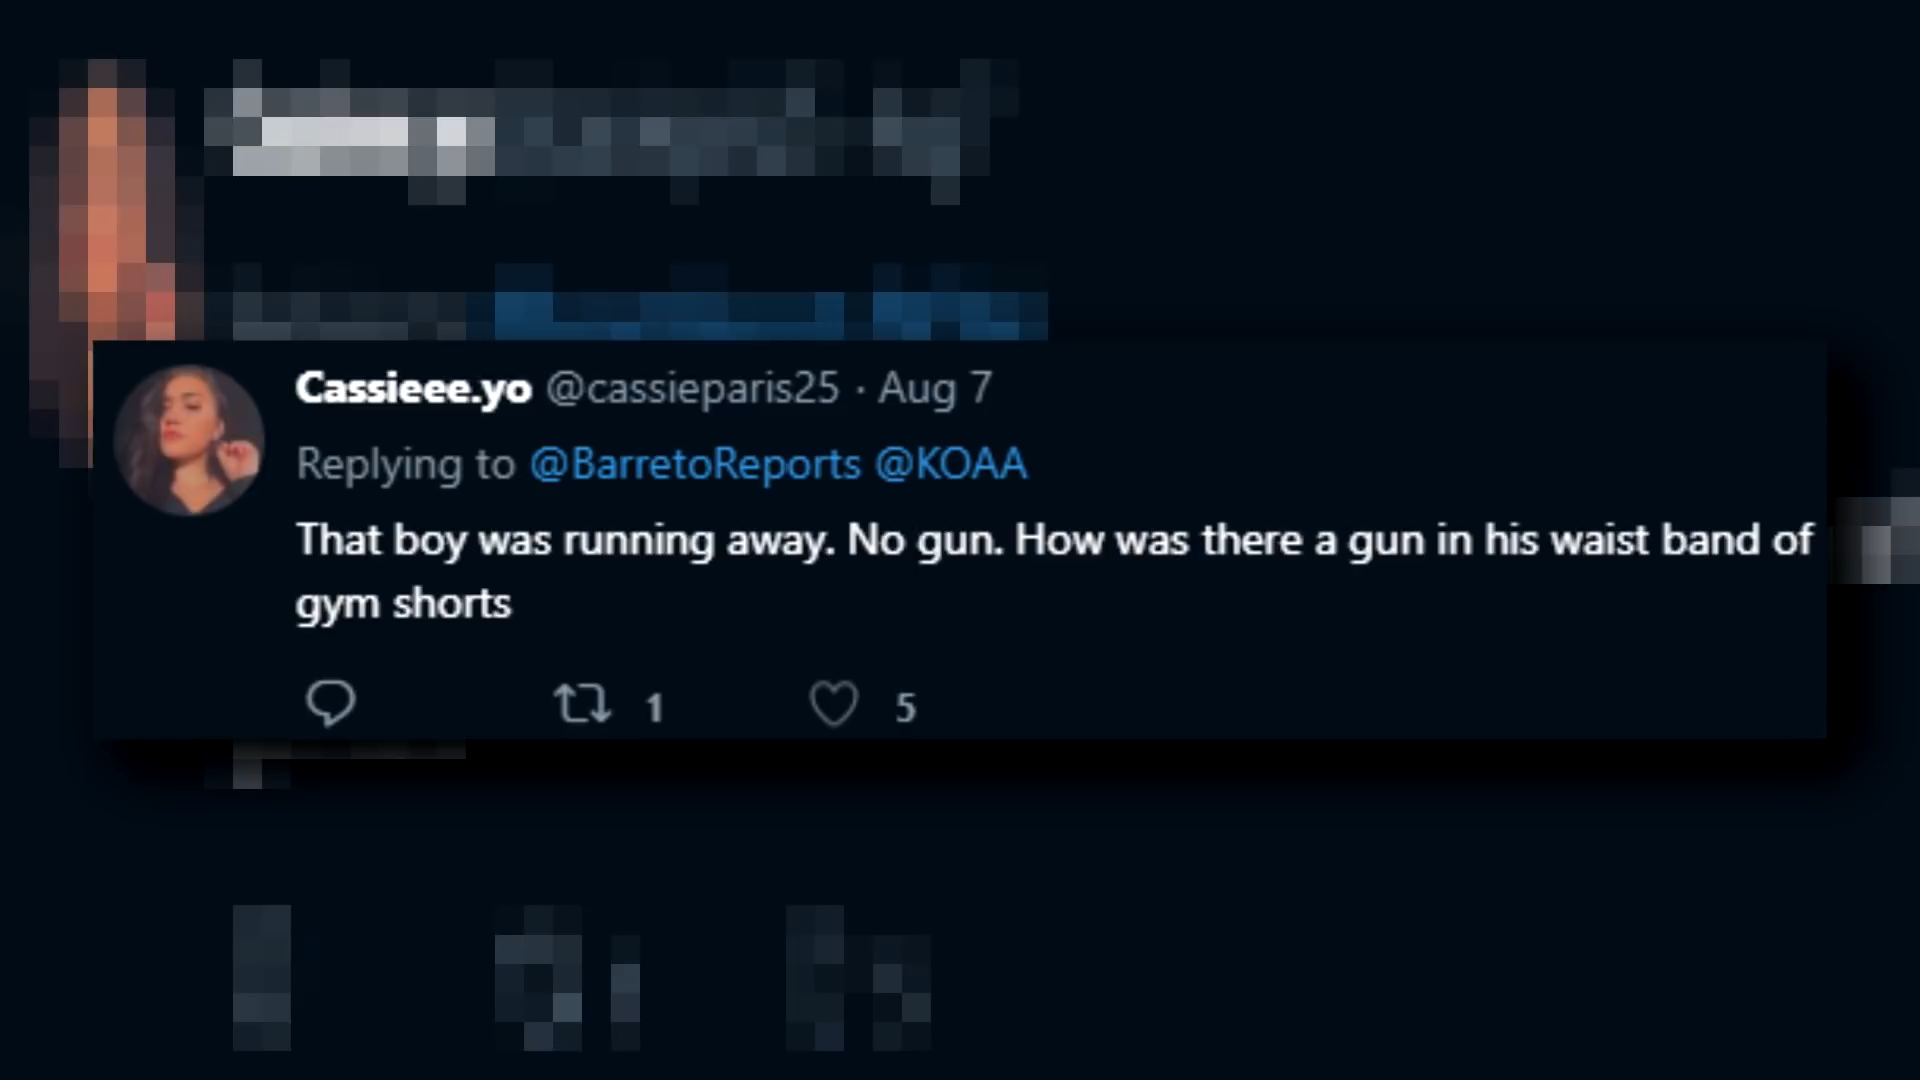 Cassieee.yo @cassieparis25 · Aug 7
Replying to @BarretoReports @KOAA
That boy was running away. No gun. How was there a gun in his waist band of
gym shorts
1 5